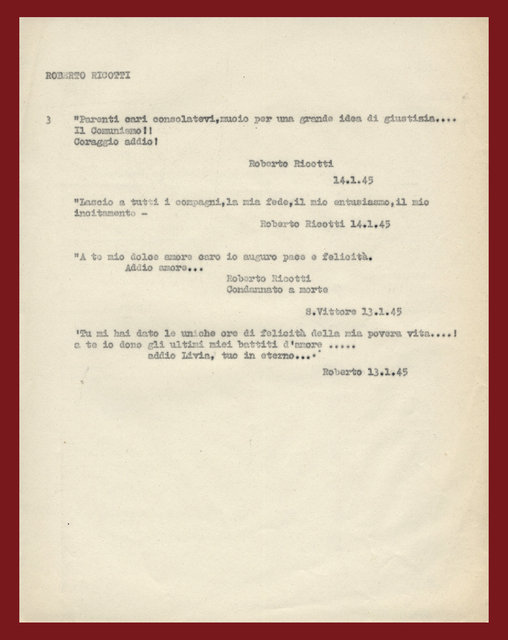 ROBERTO RICOTTI
3 "Parenti cari consolatevi,muoio per una grande idea di giustizia....
Il Comunismo!!
Coraggio addio!
Roberto Ricotti
14.1.45
"Lascio a tutti i compagni,la mia fede,il mio entusiasmo,il mio
incitamento -
Roberto Ricotti 14.1.45
"A te mio dolce amore caro io auguro pace e felicità.
Addio amore...
Roberto Ricotti
Condannato a morte
S.Vittore 13.1.45
'Tu mi hai dato le uniche ore di felicità della mia povera vita....!
a te io dono gli ultimi miei battiti d'amore .....
addio Livia, tuo in eterno...."
Roberto 13.1.45